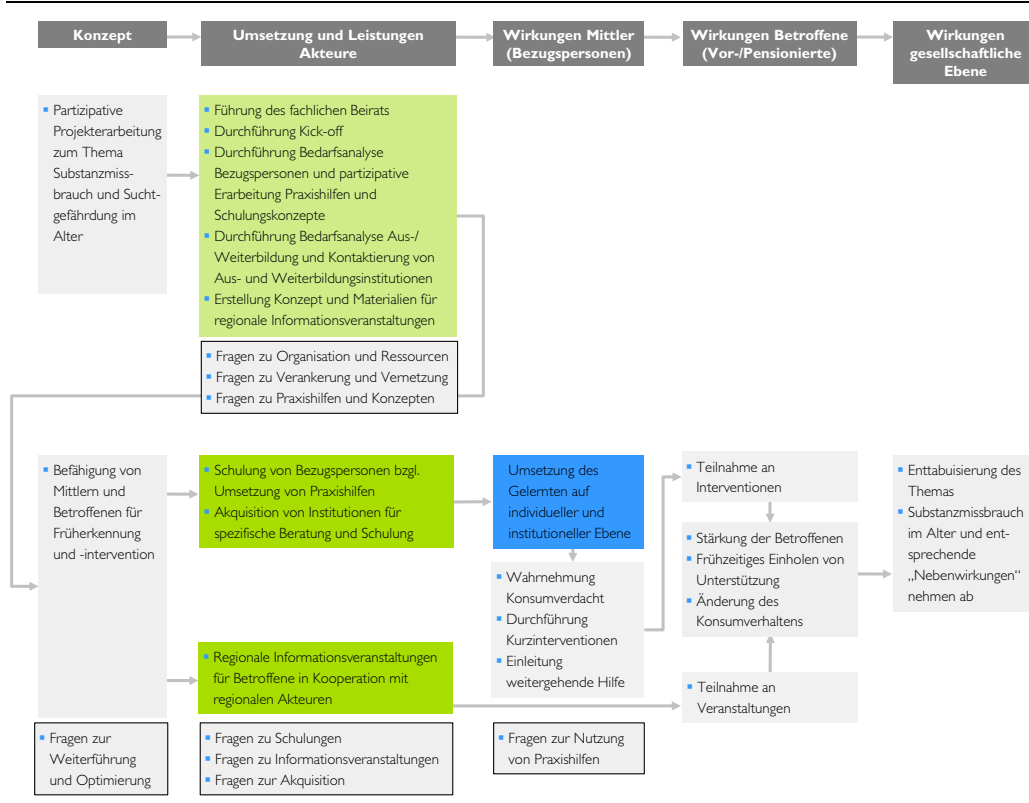 Konzept
Umsetzung und Leistungen
Akteure
Wirkungen Mittler
(Bezugspersonen)
Wirkungen Betroffene
(Vor-/Pensionierte)
Wirkungen
gesellschaftliche
Ebene
Partizipative
Projekterarbeitung
zum Thema
Substanzmiss-
brauch und Sucht-
gefährdung im
Alter
Führung des fachlichen Beirats
Durchführung Kick-off
Durchführung Bedarfsanalyse
Bezugspersonen und partizipative
Erarbeitung Praxishilfen und
Schulungskonzepte
Durchführung Bedarfsanalyse Aus-/
Weiterbildung und Kontaktierung von
Aus- und Weiterbildungsinstitutionen
Erstellung Konzept und Materialien für
regionale Informationsveranstaltungen
Fragen zu Organisation und Ressourcen
Fragen zu Verankerung und Vernetzung
Fragen zu Praxishilfen und Konzepten
Befähigung von
Mittlern und
Betroffenen für
Früherkennung
und -intervention
Schulung von Bezugspersonen bzgl.
Umsetzung von Praxishilfen
Akquisition von Institutionen für
spezifische Beratung und Schulung
Umsetzung des
Gelernten auf
individueller und
institutioneller Ebene
Teilnahme an
Interventionen
Enttabuisierung des
Themas
Substanzmissbrauch
im Alter und ent-
sprechende
„Nebenwirkungen“
nehmen ab
Stärkung der Betroffenen
Frühzeitiges Einholen von
Unterstützung
Änderung des
Konsumverhaltens
Wahrnehmung
Konsumverdacht
Durchführung
Kurzinterventionen
Einleitung
weitergehende Hilfe
Regionale Informationsveranstaltungen
für Betroffene in Kooperation mit
regionalen Akteuren
Teilnahme an
Veranstaltungen
Fragen zur
Weiterführung
und Optimierung
Fragen zu Schulungen
Fragen zu Informationsveranstaltungen
Fragen zur Akquisition
Fragen zur Nutzung
von Praxishilfen